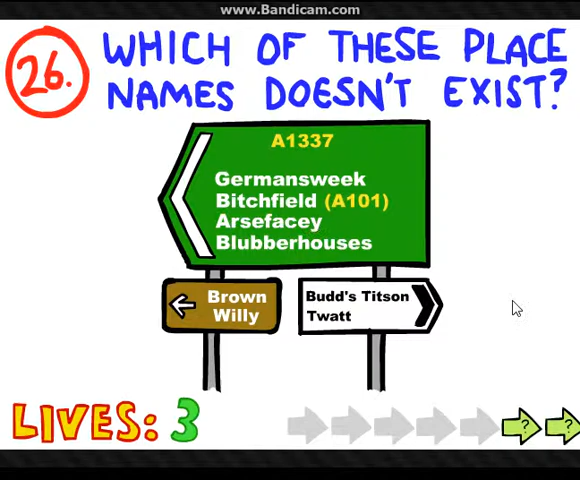 www.Bandicam.com
26.
WHICH OF THESE PLACE
NAMES DOESN'T EXIST?
A1337
Germansweek
Bitchfield (A101)
Arsefacey
Blubberhouses
Brown
Willy
Budd's Titson
Twatt
LIVES: 3
? ?